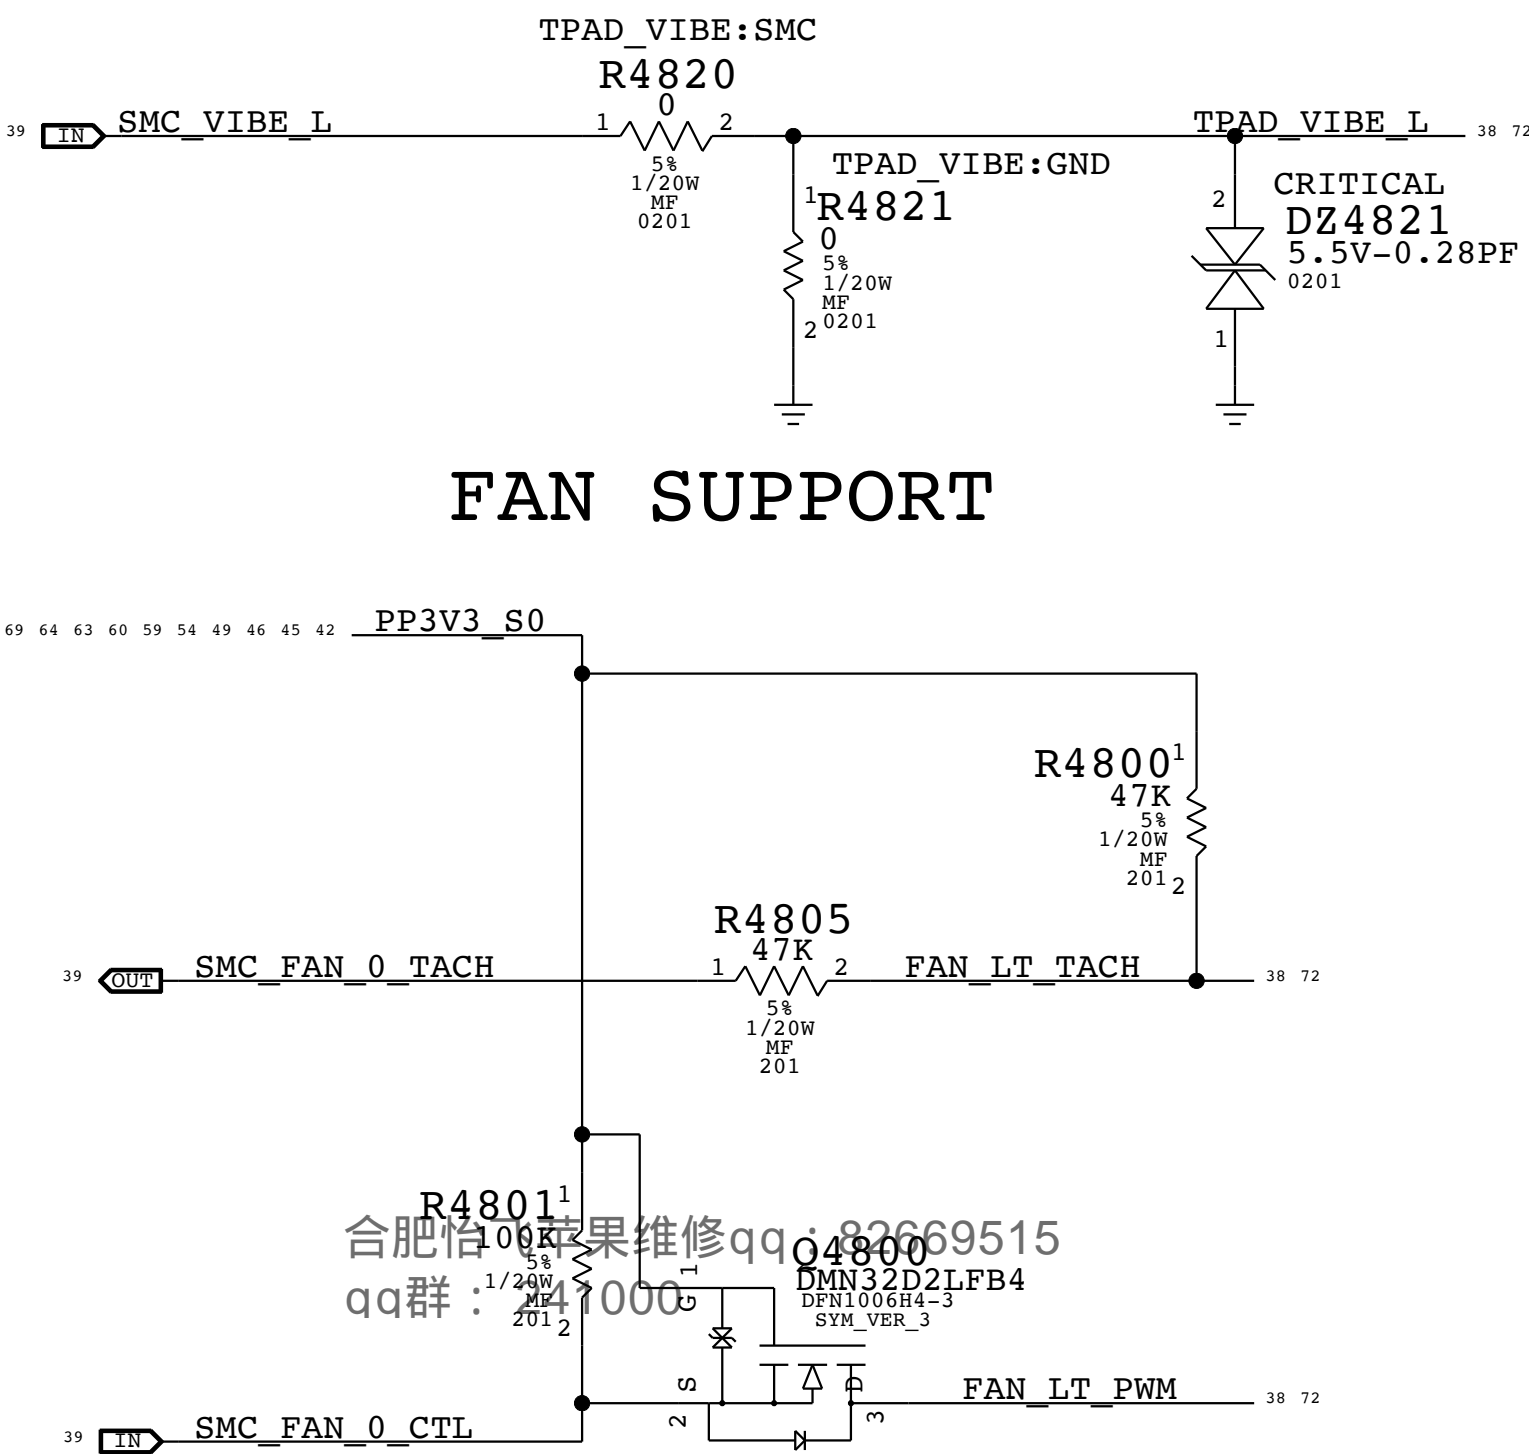 TPAD_VIBE:SMC
R4820
0
39 IN SMC_VIBE_L 1 2 TPAD_VIBE_L 38 72
5%
1/20W
MF
0201
TPAD_VIBE:GND
1 R4821
0
5%
1/20W
MF
2 0201
CRITICAL
2 DZ4821
5.5V-0.28PF
0201
1
FAN SUPPORT
69 64 63 60 59 54 49 46 45 42 PP3V3_S0
R4800 1
47K
5%
1/20W
MF
201 2
R4805
47K
39 OUT SMC_FAN_0_TACH 1 2 FAN_LT_TACH 38 72
5%
1/20W
MF
201
R4801 1
100K
5%
1/20W
MF
201 2
合肥怡飞苹果维修qq：82669515
qq群：241000
Q4800
DMN32D2LFB4
DFN1006H4-3
SYM_VER_3
G 1
S 2
D 3
FAN_LT_PWM 38 72
39 IN SMC_FAN_0_CTL